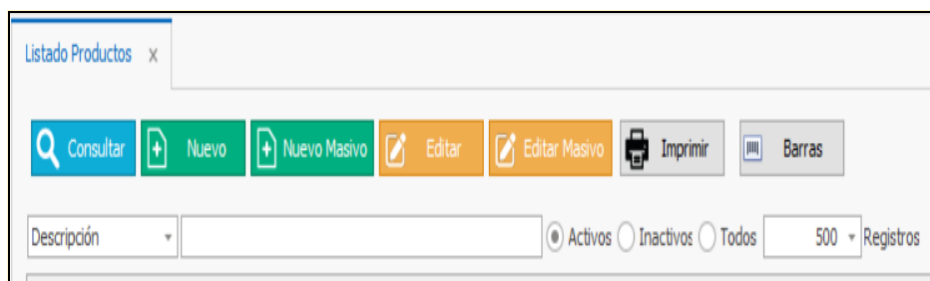 Listado Productos x
Consultar Nuevo Nuevo Masivo Editar Editar Masivo Imprimir Barras
Descripción Activos Inactivos Todos 500 Registros